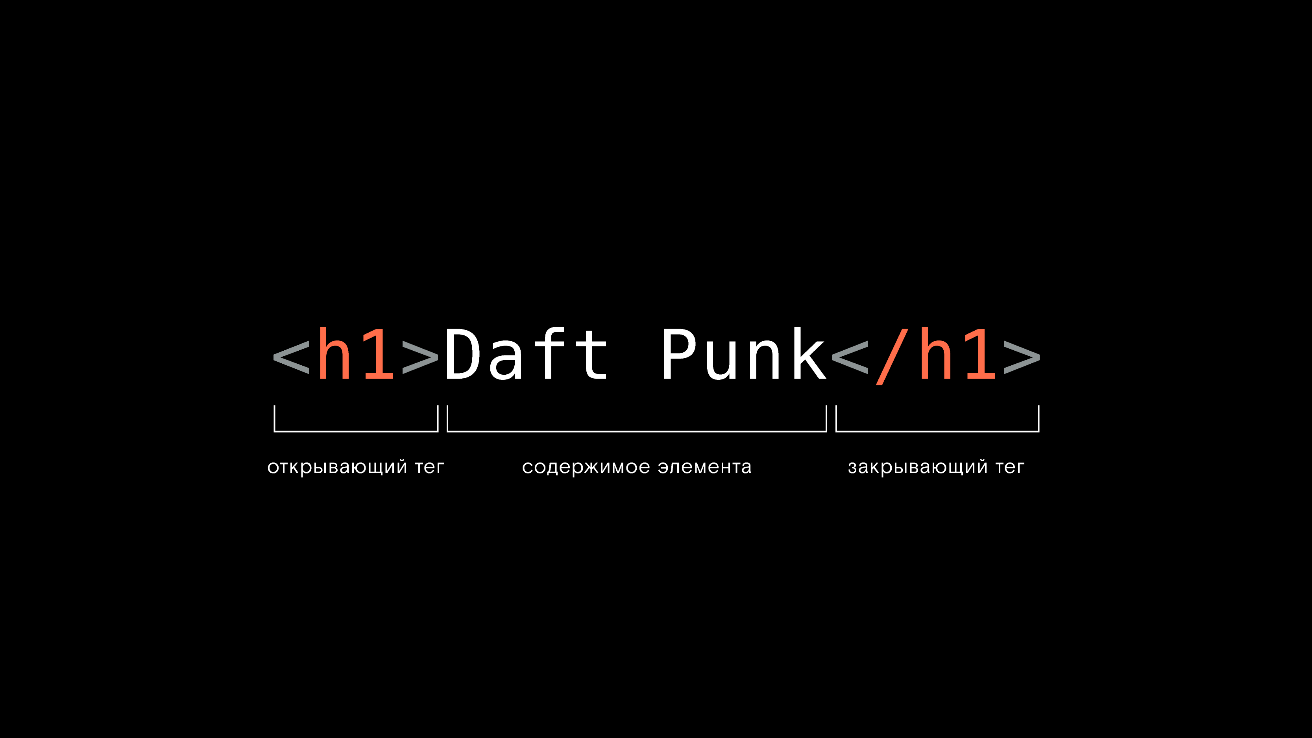 <h1>Daft Punk</h1>
открывающий тег содержимое элемента закрывающий тег